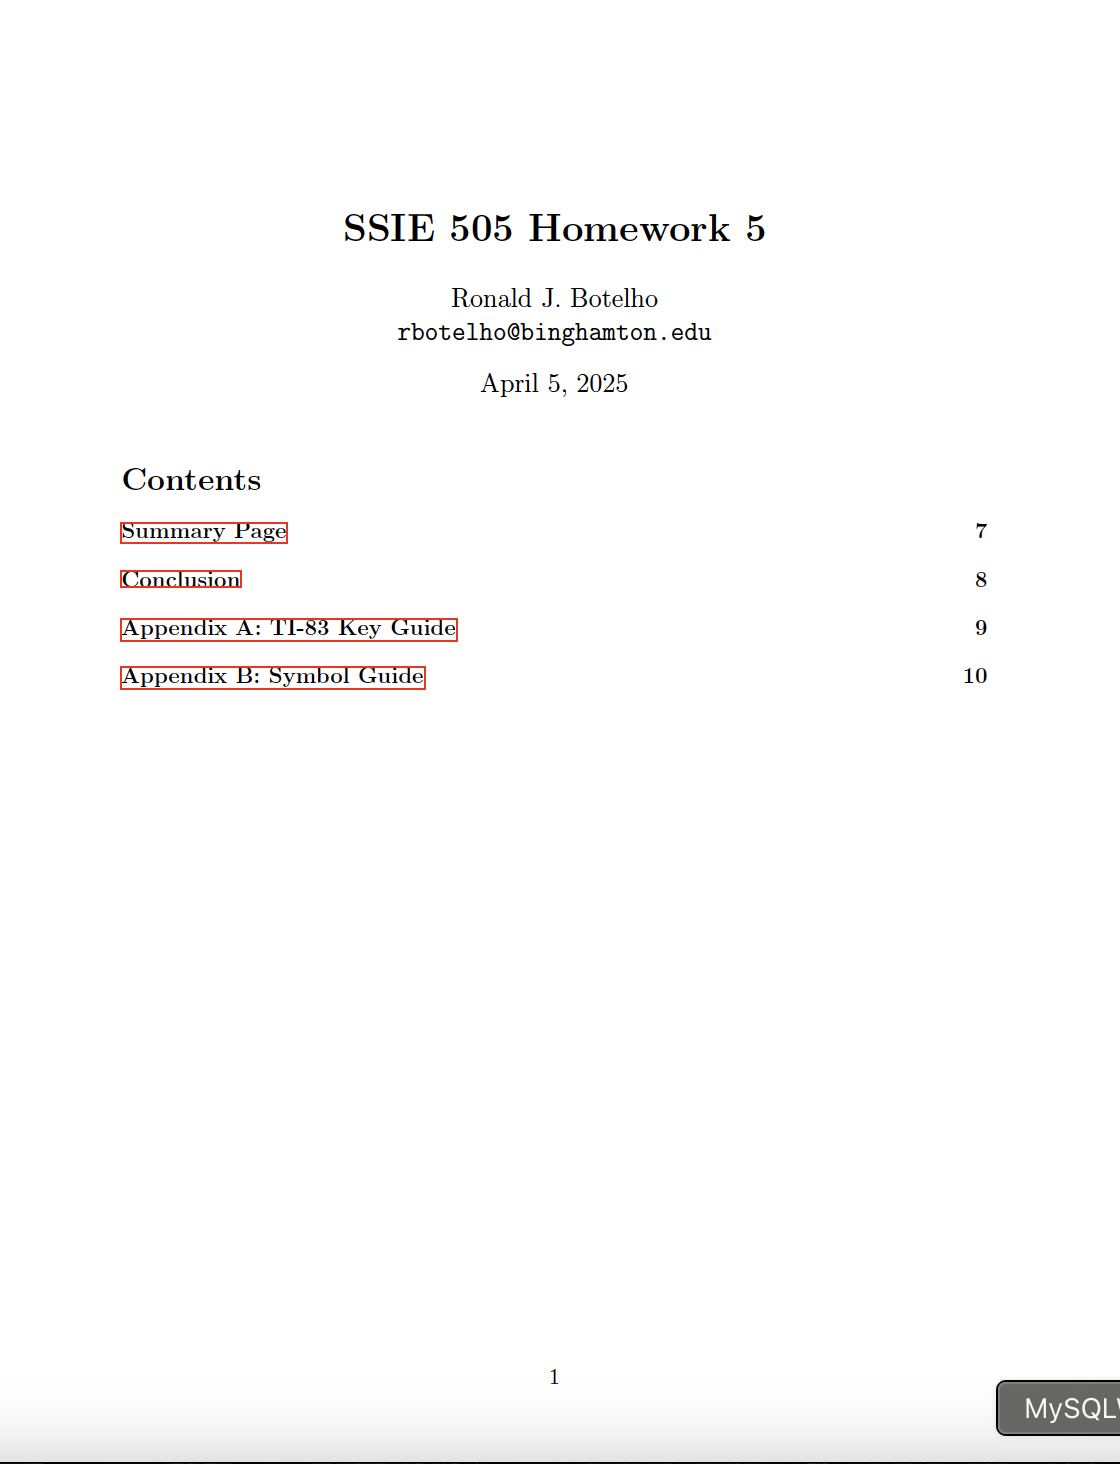 SSIE 505 Homework 5
Ronald J. Botelho
rbotelho@binghamton.edu
April 5, 2025
Contents
Summary Page 7
Conclusion 8
Appendix A: TI-83 Key Guide 9
Appendix B: Symbol Guide 10
1